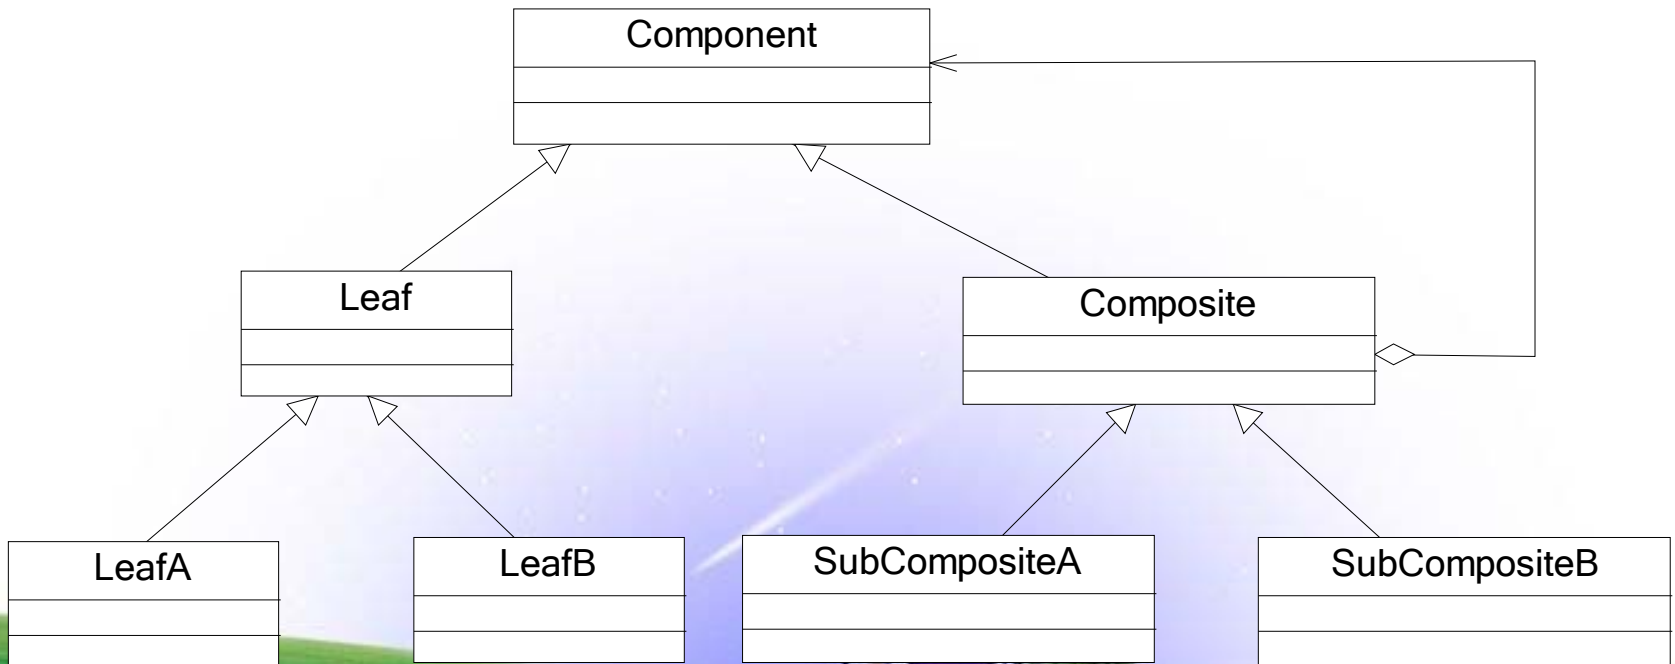 Component
Leaf
Composite
LeafA
LeafB
SubCompositeA
SubCompositeB